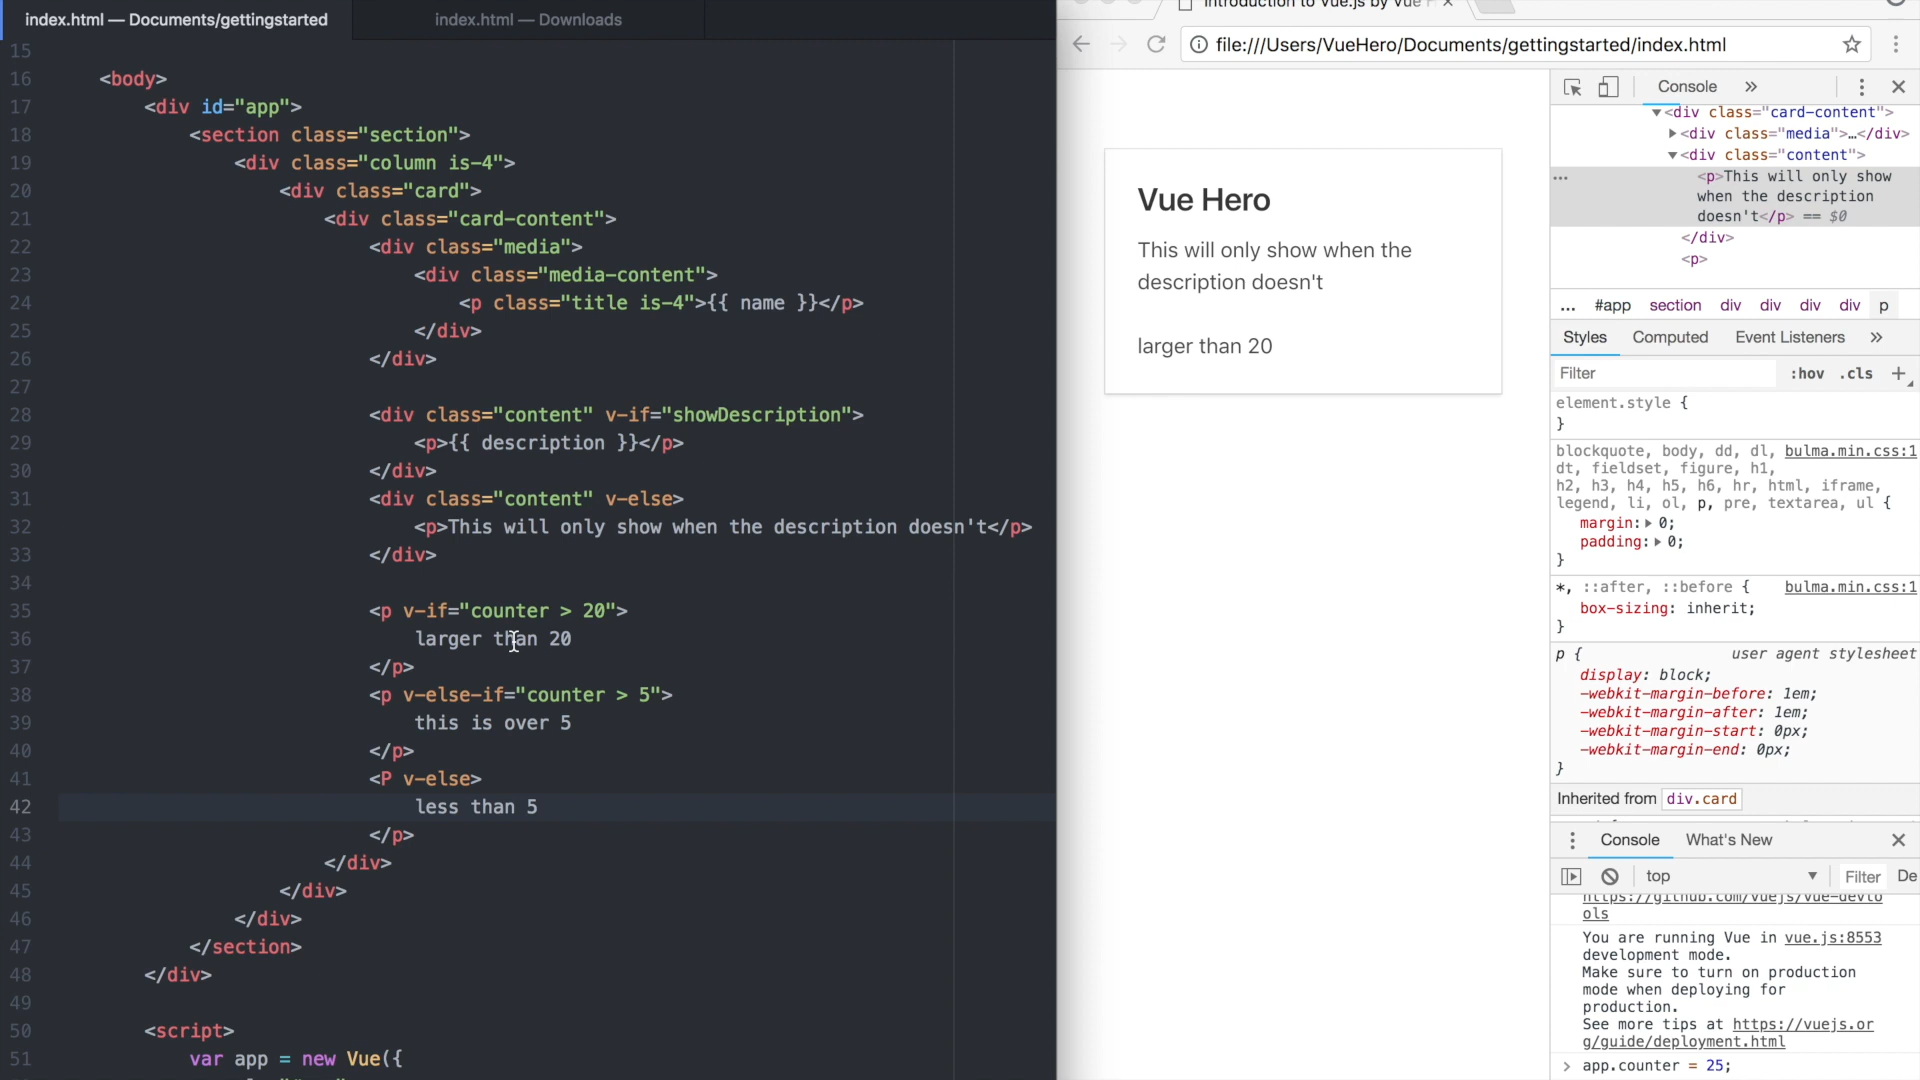 index.html — Documents/gettingstarted
index.html — Downloads
15
16 <body>
17 <div id="app">
18 <section class="section">
19 <div class="column is-4">
20 <div class="card">
21 <div class="card-content">
22 <div class="media">
23 <div class="media-content">
24 <p class="title is-4">{{ name }}</p>
25 </div>
26 </div>
27
28 <div class="content" v-if="showDescription">
29 <p>{{ description }}</p>
30 </div>
31 <div class="content" v-else>
32 <p>This will only show when the description doesn't</p>
33 </div>
34
35 <p v-if="counter > 20">
36 larger than 20
37 </p>
38 <p v-else-if="counter > 5">
39 this is over 5
40 </p>
41 <P v-else>
42 less than 5
43 </p>
44 </div>
45 </div>
46 </div>
47 </section>
48 </div>
49
50 <script>
51 var app = new Vue({
Introduction to Vue.js by Vue
file:///Users/VueHero/Documents/gettingstarted/index.html
Vue Hero
This will only show when the
description doesn't
larger than 20
Console »
▼<div class="card-content">
▶<div class="media">…</div>
▼<div class="content">
… <p>This will only show
when the description
doesn't</p> == $0
</div>
<p>
... #app section div div div div p
Styles Computed Event Listeners »
Filter :hov .cls +
element.style {
}
blockquote, body, dd, dl, bulma.min.css:1
dt, fieldset, figure, h1,
h2, h3, h4, h5, h6, hr, html, iframe,
legend, li, ol, p, pre, textarea, ul {
margin:▶ 0;
padding:▶ 0;
}
*, ::after, ::before { bulma.min.css:1
box-sizing: inherit;
}
p { user agent stylesheet
display: block;
-webkit-margin-before: 1em;
-webkit-margin-after: 1em;
-webkit-margin-start: 0px;
-webkit-margin-end: 0px;
}
Inherited from div.card
Console What's New
top ▼ Filter De
https://github.com/vuejs/vue-devto
ols
You are running Vue in vue.js:8553
development mode.
Make sure to turn on production
mode when deploying for
production.
See more tips at https://vuejs.or
g/guide/deployment.html
> app.counter = 25;